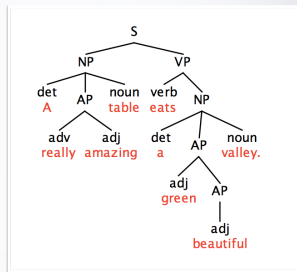 S
NP VP
det AP noun verb NP
A table eats
adv adj det AP noun
really amazing a valley.
adj AP
green
adj
beautiful